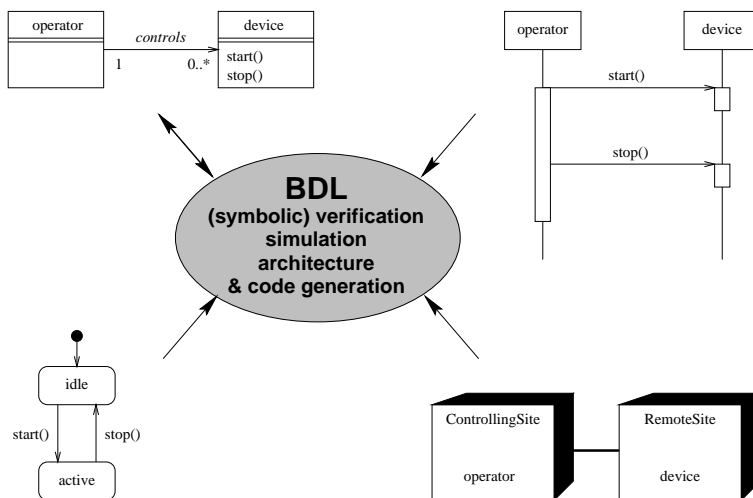 operator
device
controls
1
0..*
start()
stop()
operator
device
start()
stop()
BDL
(symbolic) verification
simulation
architecture
& code generation
idle
start()
stop()
active
ControllingSite
operator
RemoteSite
device